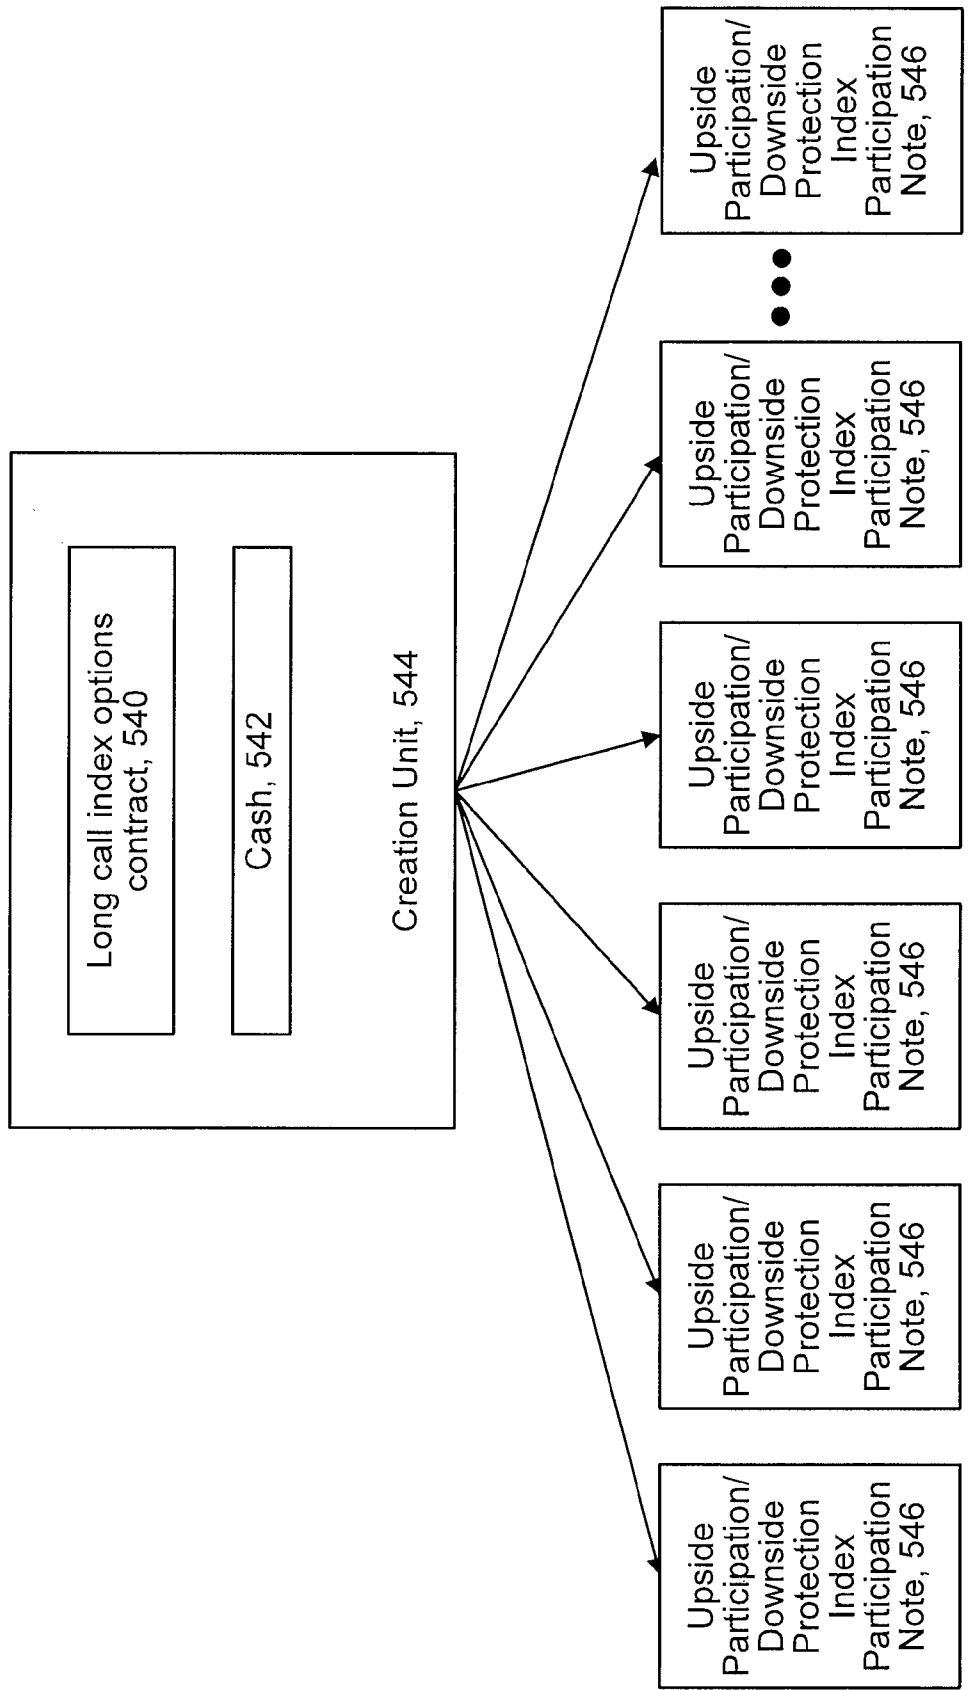 Long call index options
contract, 540
Cash, 542
Creation Unit, 544
Upside
Participation/
Downside
Protection
Index
Participation
Note, 546
Upside
Participation/
Downside
Protection
Index
Participation
Note, 546
Upside
Participation/
Downside
Protection
Index
Participation
Note, 546
Upside
Participation/
Downside
Protection
Index
Participation
Note, 546
Upside
Participation/
Downside
Protection
Index
Participation
Note, 546
Upside
Participation/
Downside
Protection
Index
Participation
Note, 546